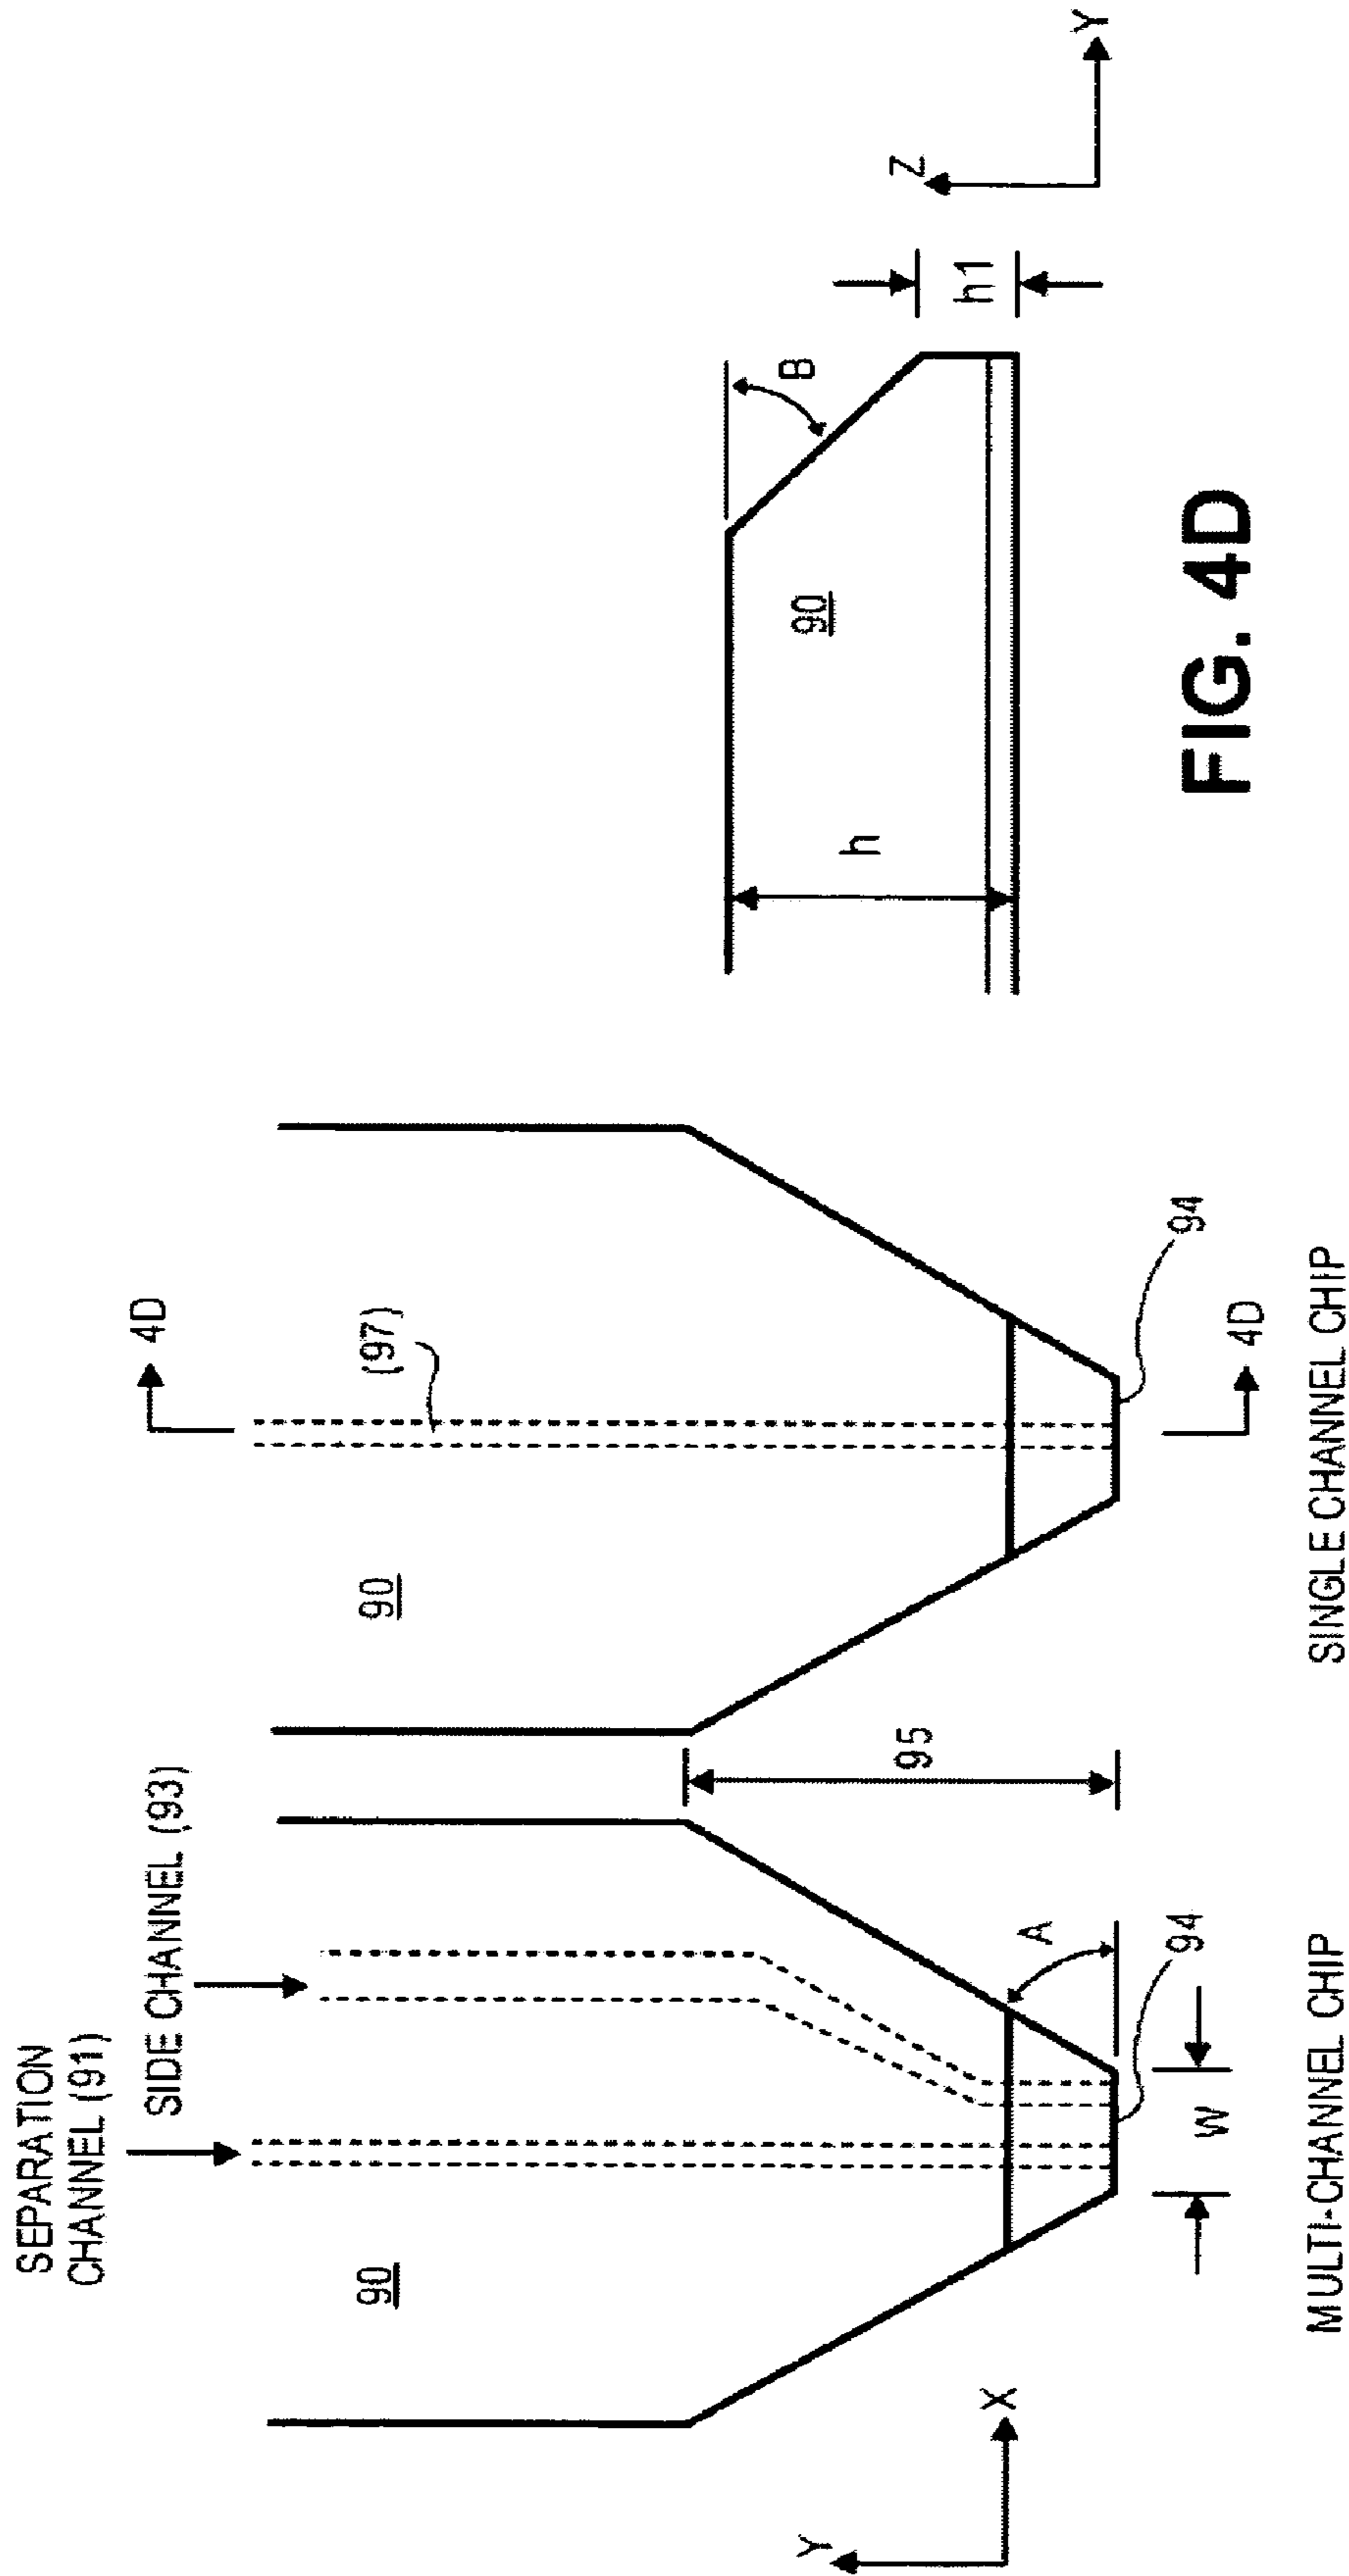 SEPARATION
CHANNEL (91)
SIDE CHANNEL (93)
90
A
95
94
W
Y
X
MULTI-CHANNEL CHIP
4D
(97)
90
94
4D
SINGLE CHANNEL CHIP
h
90
B
h1
Z
Y
FIG. 4D